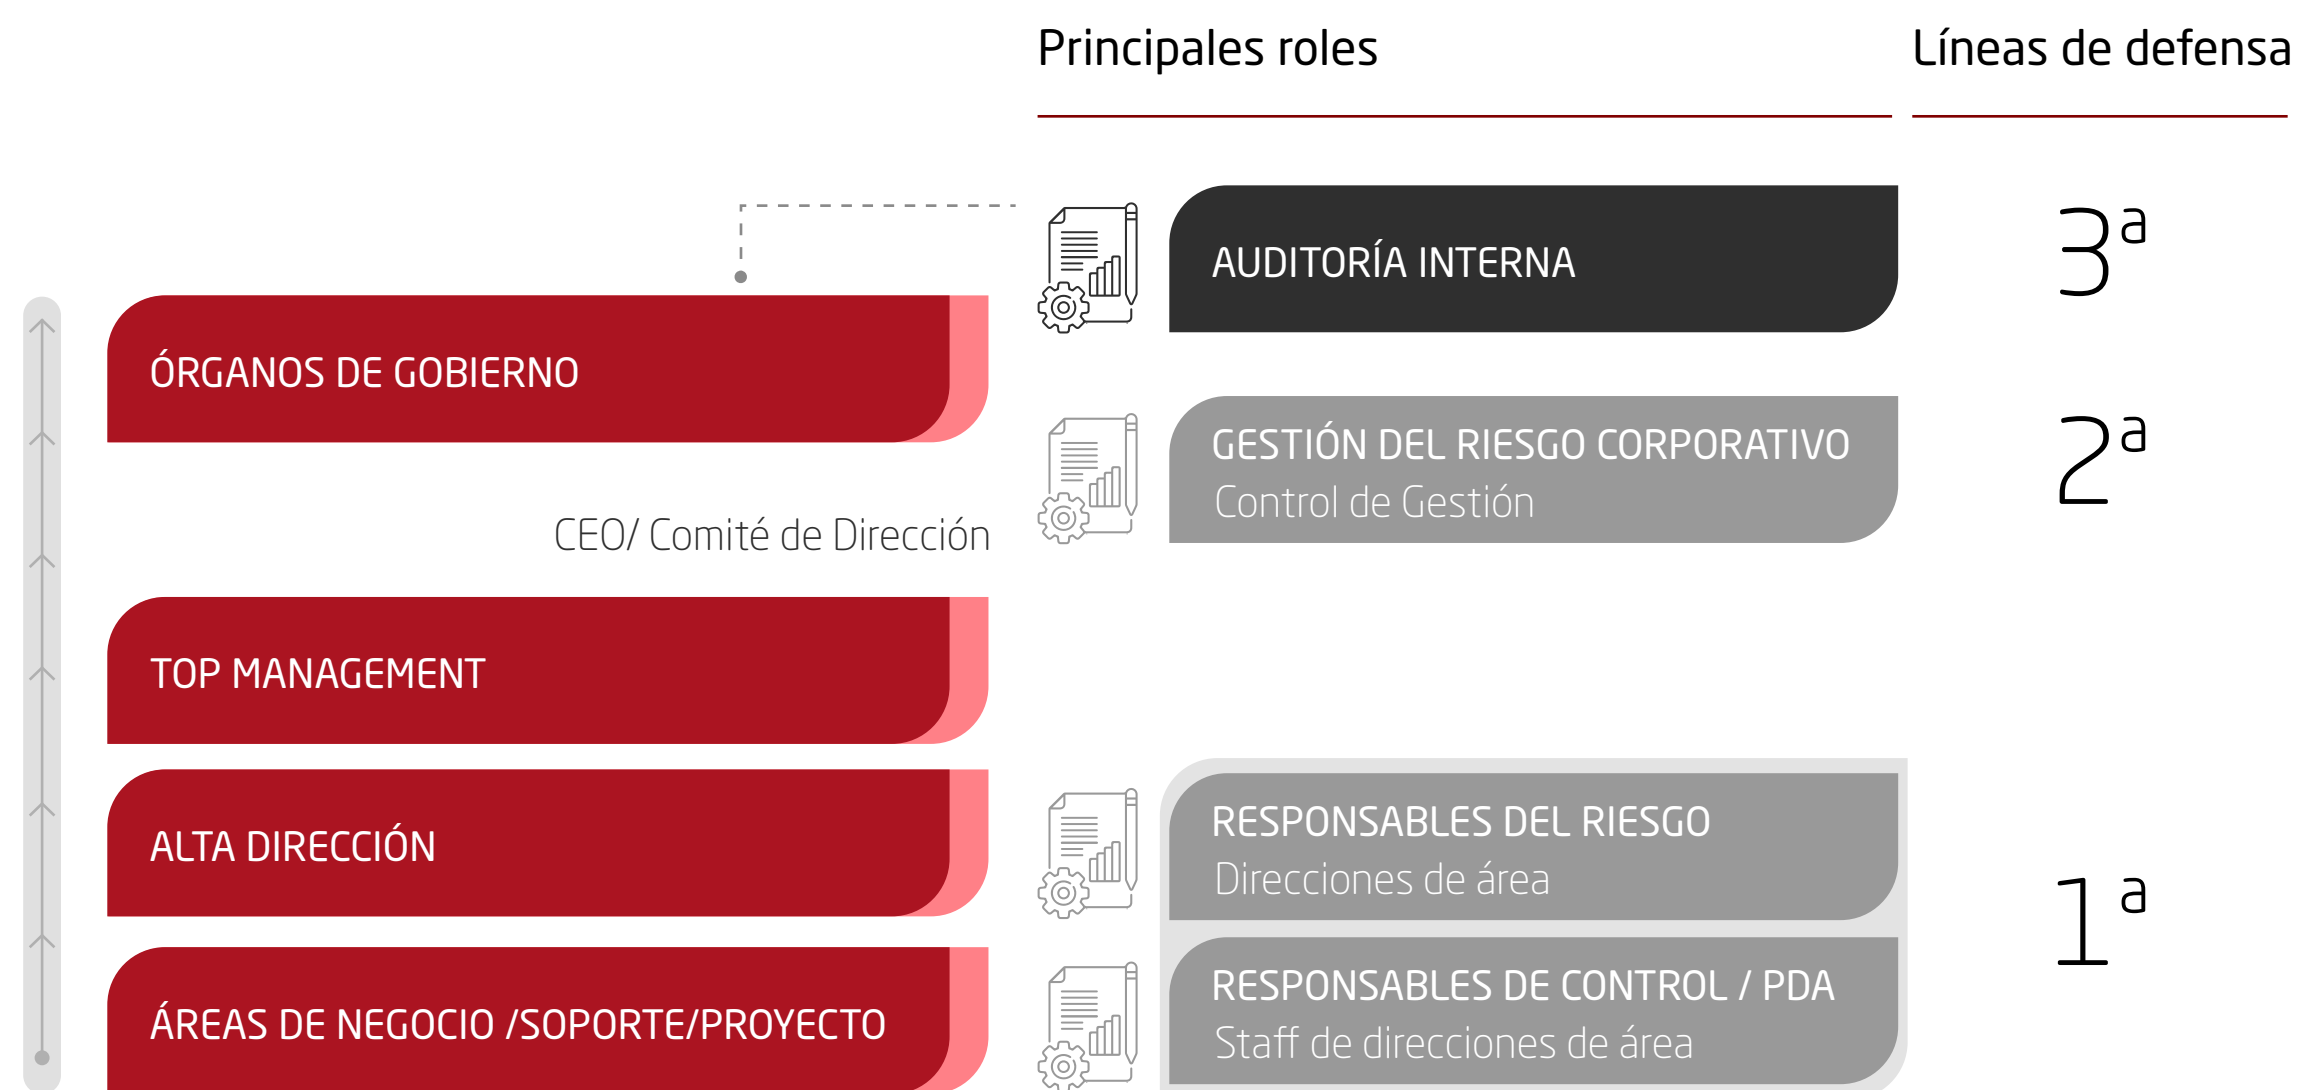 Principales roles
Líneas de defensa
AUDITORÍA INTERNA
3ª
ÓRGANOS DE GOBIERNO
GESTIÓN DEL RIESGO CORPORATIVO
Control de Gestión
2ª
CEO/ Comité de Dirección
TOP MANAGEMENT
ALTA DIRECCIÓN
RESPONSABLES DEL RIESGO
Direcciones de área
1ª
ÁREAS DE NEGOCIO /SOPORTE/PROYECTO
RESPONSABLES DE CONTROL / PDA
Staff de direcciones de área